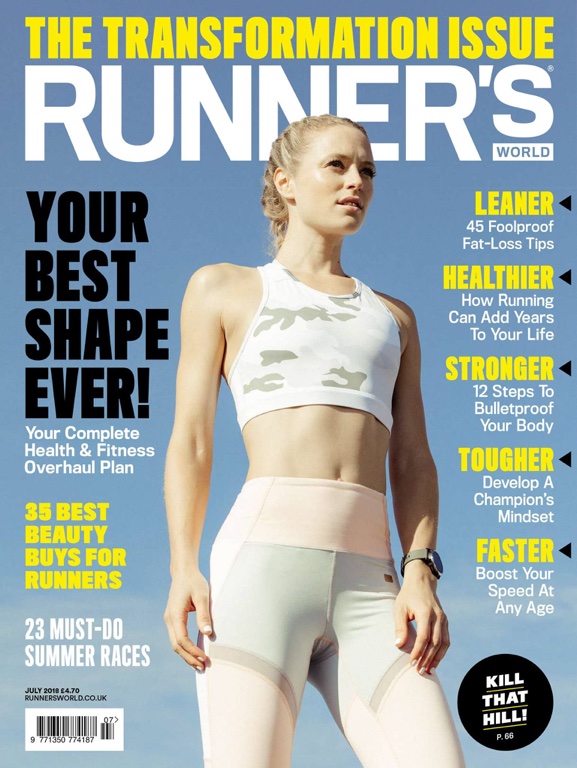 THE TRANSFORMATION ISSUE
RUNNER'S
WORLD
YOUR
BEST
SHAPE
EVER!
Your Complete
Health & Fitness
Overhaul Plan
35 BEST
BEAUTY
BUYS FOR
RUNNERS
23 MUST-DO
SUMMER RACES
JULY 2018 £4.70
RUNNERSWORLD.CO.UK
07>
9 771350 774187
LEANER
45 Foolproof
Fat-Loss Tips
HEALTHIER
How Running
Can Add Years
To Your Life
STRONGER
12 Steps To
Bulletproof
Your Body
TOUGHER
Develop A
Champion's
Mindset
FASTER
Boost Your
Speed At
Any Age
KILL
THAT
HILL!
P. 66